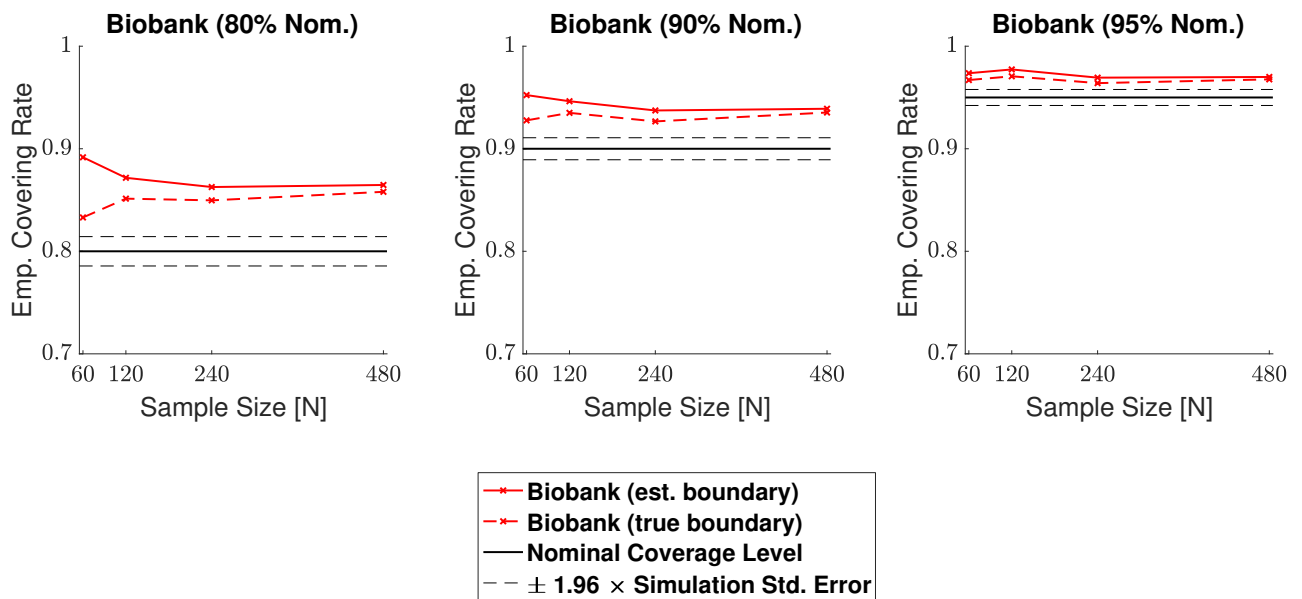 Biobank (80% Nom.)
Emp. Covering Rate
1
0.9
0.8
0.7
60 120 240 480
Sample Size [N]
Biobank (90% Nom.)
Emp. Covering Rate
1
0.9
0.8
0.7
60 120 240 480
Sample Size [N]
Biobank (95% Nom.)
Emp. Covering Rate
1
0.9
0.8
0.7
60 120 240 480
Sample Size [N]
Biobank (est. boundary)
Biobank (true boundary)
Nominal Coverage Level
± 1.96 × Simulation Std. Error